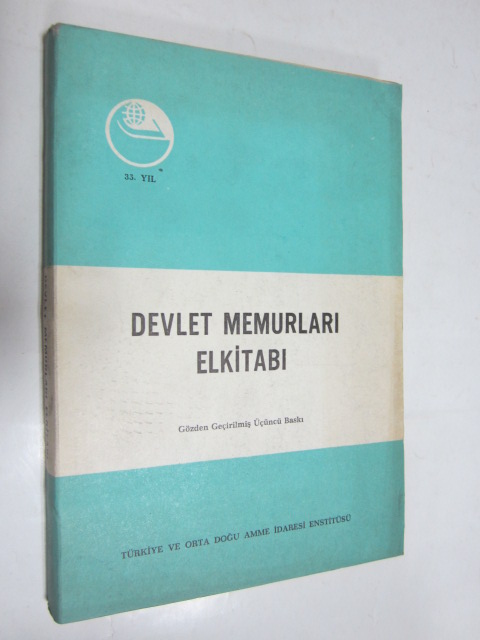 35. YIL
DEVLET MEMURLARI
ELKİTABI
Gözden Geçirilmiş Üçüncü Baskı
TÜRKİYE VE ORTA DOĞU AMME İDARESİ ENSTİTÜSÜ